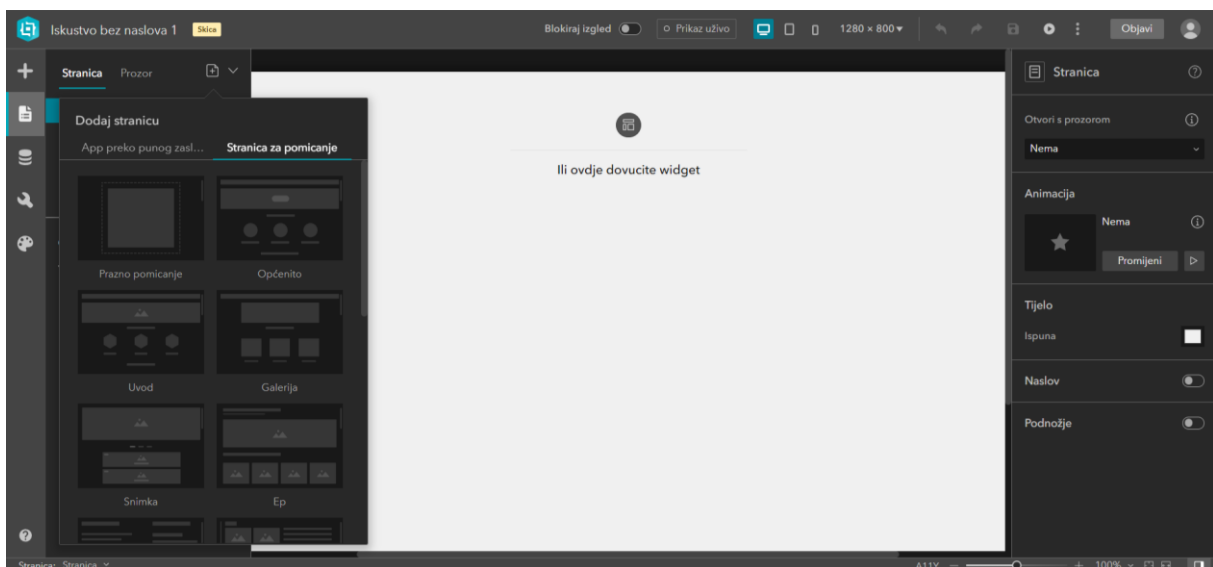 Iskustvo bez naslova 1 Skica Blokiraj izgled Prikaz uživo 1280 × 800 Objavi
Stranica Prozor
Dodaj stranicu
App preko punog zasl... Stranica za pomicanje
Prazno pomicanje Općenito
Uvod Galerija
Snimka Ep
Ili ovdje dovucite widget
Stranica
Otvori s prozorom
Nema
Animacija
Nema
Promijeni
Tijelo
Ispuna
Naslov
Podnožje
Stranica: Stranica A11Y 100%